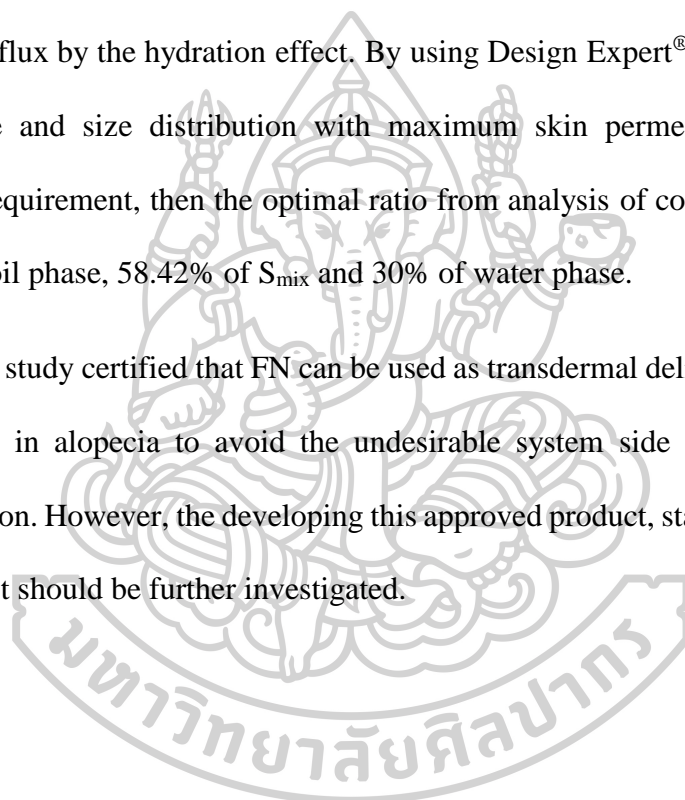 flux by the hydration effect. By using Design Expert®
and size distribution with maximum skin perme
equirement, then the optimal ratio from analysis of co
oil phase, 58.42% of Smix and 30% of water phase.
study certified that FN can be used as transdermal del
in alopecia to avoid the undesirable system side
on. However, the developing this approved product, sta
t should be further investigated.
มหาวิทยาลัยศิลปากร